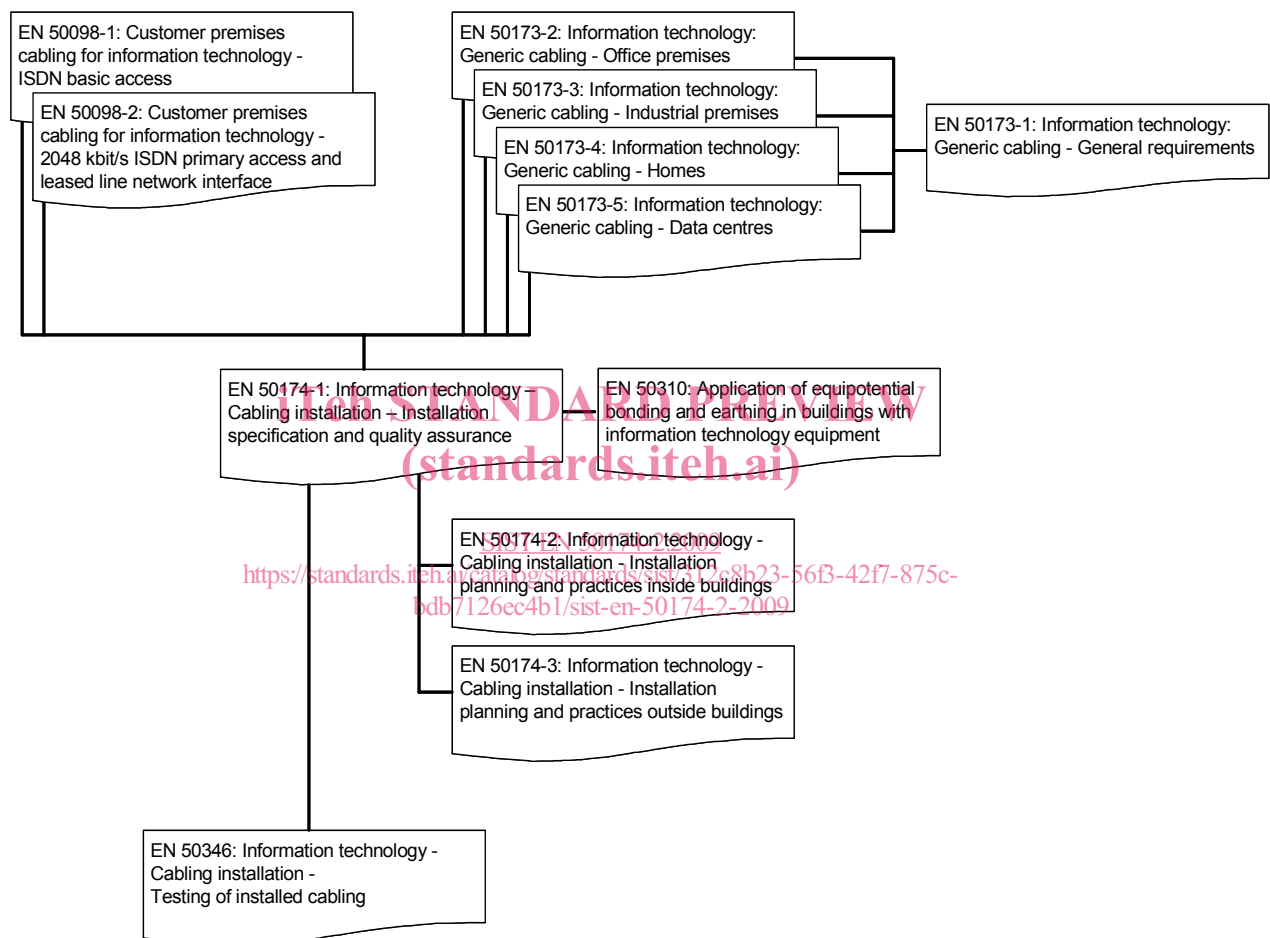 EN 50098-1: Customer premises
cabling for information technology -
ISDN basic access
EN 50098-2: Customer premises
cabling for information technology -
2048 kbit/s ISDN primary access and
leased line network interface
EN 50173-2: Information technology:
Generic cabling - Office premises
EN 50173-3: Information technology:
Generic cabling - Industrial premises
EN 50173-4: Information technology:
Generic cabling - Homes
EN 50173-5: Information technology:
Generic cabling - Data centres
EN 50173-1: Information technology:
Generic cabling - General requirements
EN 50174-1: Information technology –
Cabling installation – Installation
specification and quality assurance
EN 50310: Application of equipotential
bonding and earthing in buildings with
information technology equipment
iTeh STANDARD PREVIEW
(standards.iteh.ai)
EN 50174-2: Information technology -
Cabling installation - Installation
planning and practices inside buildings
SIST EN 50174-2:2009
https://standards.iteh.ai/catalog/standards/sist/312c8b23-56f3-42f7-875c-
bdb7126ec4b1/sist-en-50174-2-2009
EN 50174-3: Information technology -
Cabling installation - Installation
planning and practices outside buildings
EN 50346: Information technology -
Cabling installation -
Testing of installed cabling